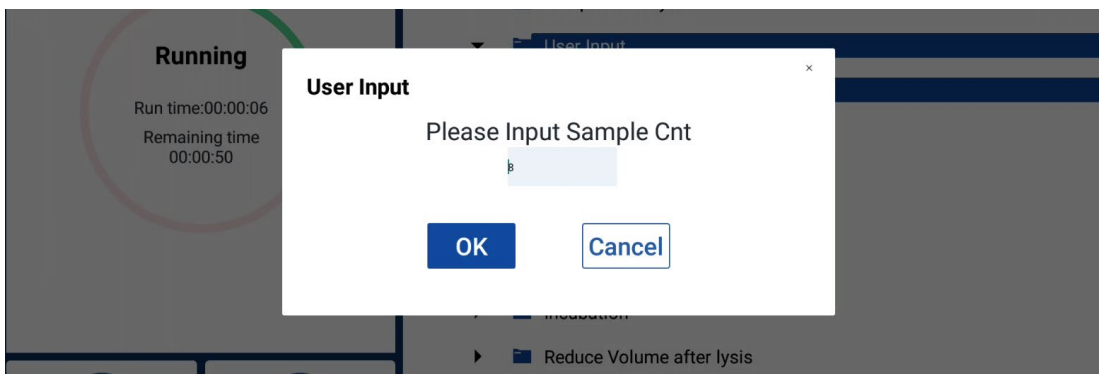 Running
Run time:00:00:06
Remaining time
00:00:50
User Input
×
User Input
Please Input Sample Cnt
8
OK
Cancel
Incubation
Reduce Volume after lysis